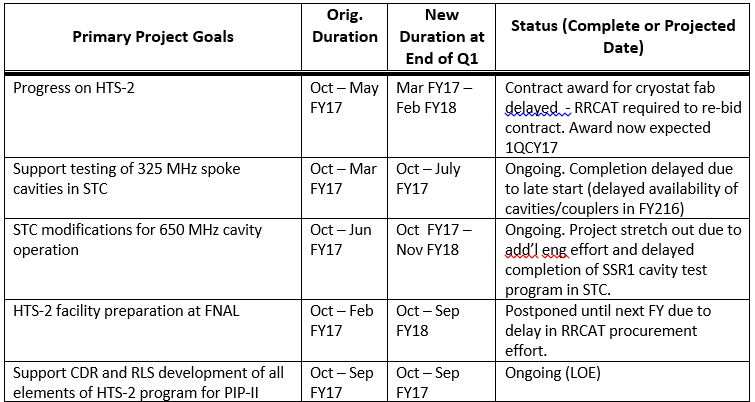 Primary Project Goals
Orig.
Duration
New
Duration at
End of Q1
Status (Complete or Projected
Date)
Progress on HTS-2
Oct – May
FY17
Mar FY17 –
Feb FY18
Contract award for cryostat fab
delayed - RRCAT required to re-bid
contract. Award now expected
1QCY17
Support testing of 325 MHz spoke
cavities in STC
Oct – Mar
FY17
Oct – July
FY17
Ongoing. Completion delayed due
to late start (delayed availability of
cavities/couplers in FY216)
STC modifications for 650 MHz cavity
operation
Oct – Jun
FY17
Oct FY17 –
Nov FY18
Ongoing. Project stretch out due to
add'l eng effort and delayed
completion of SSR1 cavity test
program in STC.
HTS-2 facility preparation at FNAL
Oct – Feb
FY17
Oct – Sep
FY18
Postponed until next FY due to
delay in RRCAT procurement
effort.
Support CDR and RLS development of all
elements of HTS-2 program for PIP-II
Oct – Sep
FY17
Oct – Sep
FY17
Ongoing (LOE)